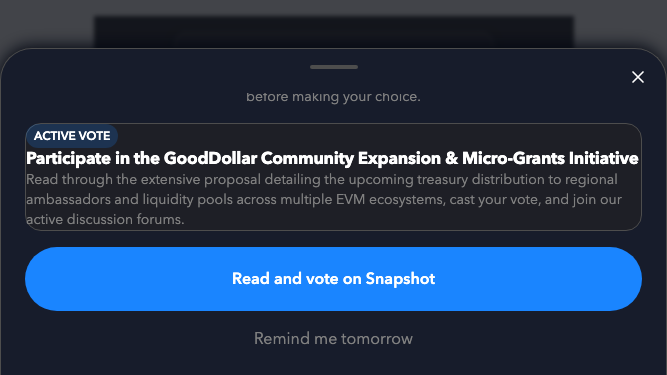 before making your choice.
ACTIVE VOTE
Participate in the GoodDollar Community Expansion & Micro-Grants Initiative
Read through the extensive proposal detailing the upcoming treasury distribution to regional
ambassadors and liquidity pools across multiple EVM ecosystems, cast your vote, and join our
active discussion forums.
Read and vote on Snapshot
Remind me tomorrow